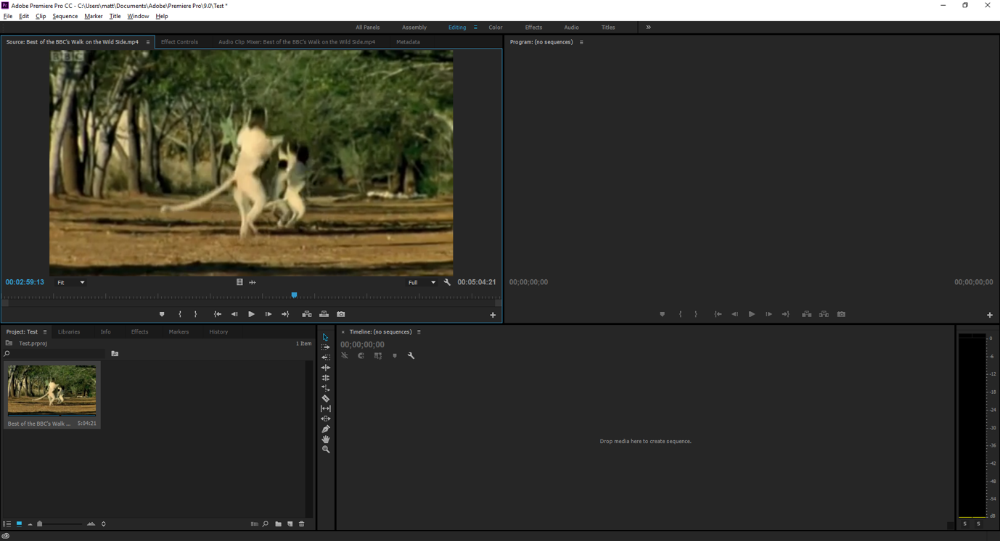 Adobe Premiere Pro CC - C:\Users\matt\Documents\Adobe\Premiere Pro\9.0\Test *
File Edit Clip Sequence Marker Title Window Help
All Panels Assembly Editing Color Effects Audio Titles
Source: Best of the BBC's Walk on the Wild Side.mp4 Effect Controls Audio Clip Mixer: Best of the BBC's Walk on the Wild Side.mp4 Metadata
Program: (no sequences)
BBC
00:02:59:13 Fit Full 00:05:04:21
00;00;00;00 00;00;00;00
Project: Test Libraries Info Effects Markers History
Test.prproj 1 Item
Best of the BBC's Walk ... 5:04:21
Timeline: (no sequences)
00;00;00;00
Drop media here to create sequence.
0
-6
-12
-18
-24
-30
-36
-42
-48
-54
dB
S S